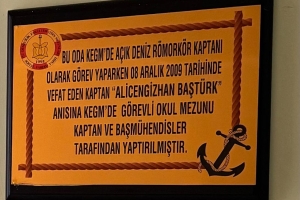 BU ODA KEGM'DE AÇIK DENİZ RÖMORKÖR KAPTANI
OLARAK GÖREV YAPARKEN 08 ARALIK 2009 TARİHİNDE
VEFAT EDEN KAPTAN "ALİCENGİZHAN BAŞTÜRK"
ANISINA KEGM'DE GÖREVLİ OKUL MEZUNU
KAPTAN VE BAŞMÜHENDİSLER
TARAFINDAN YAPTIRILMIŞTIR.